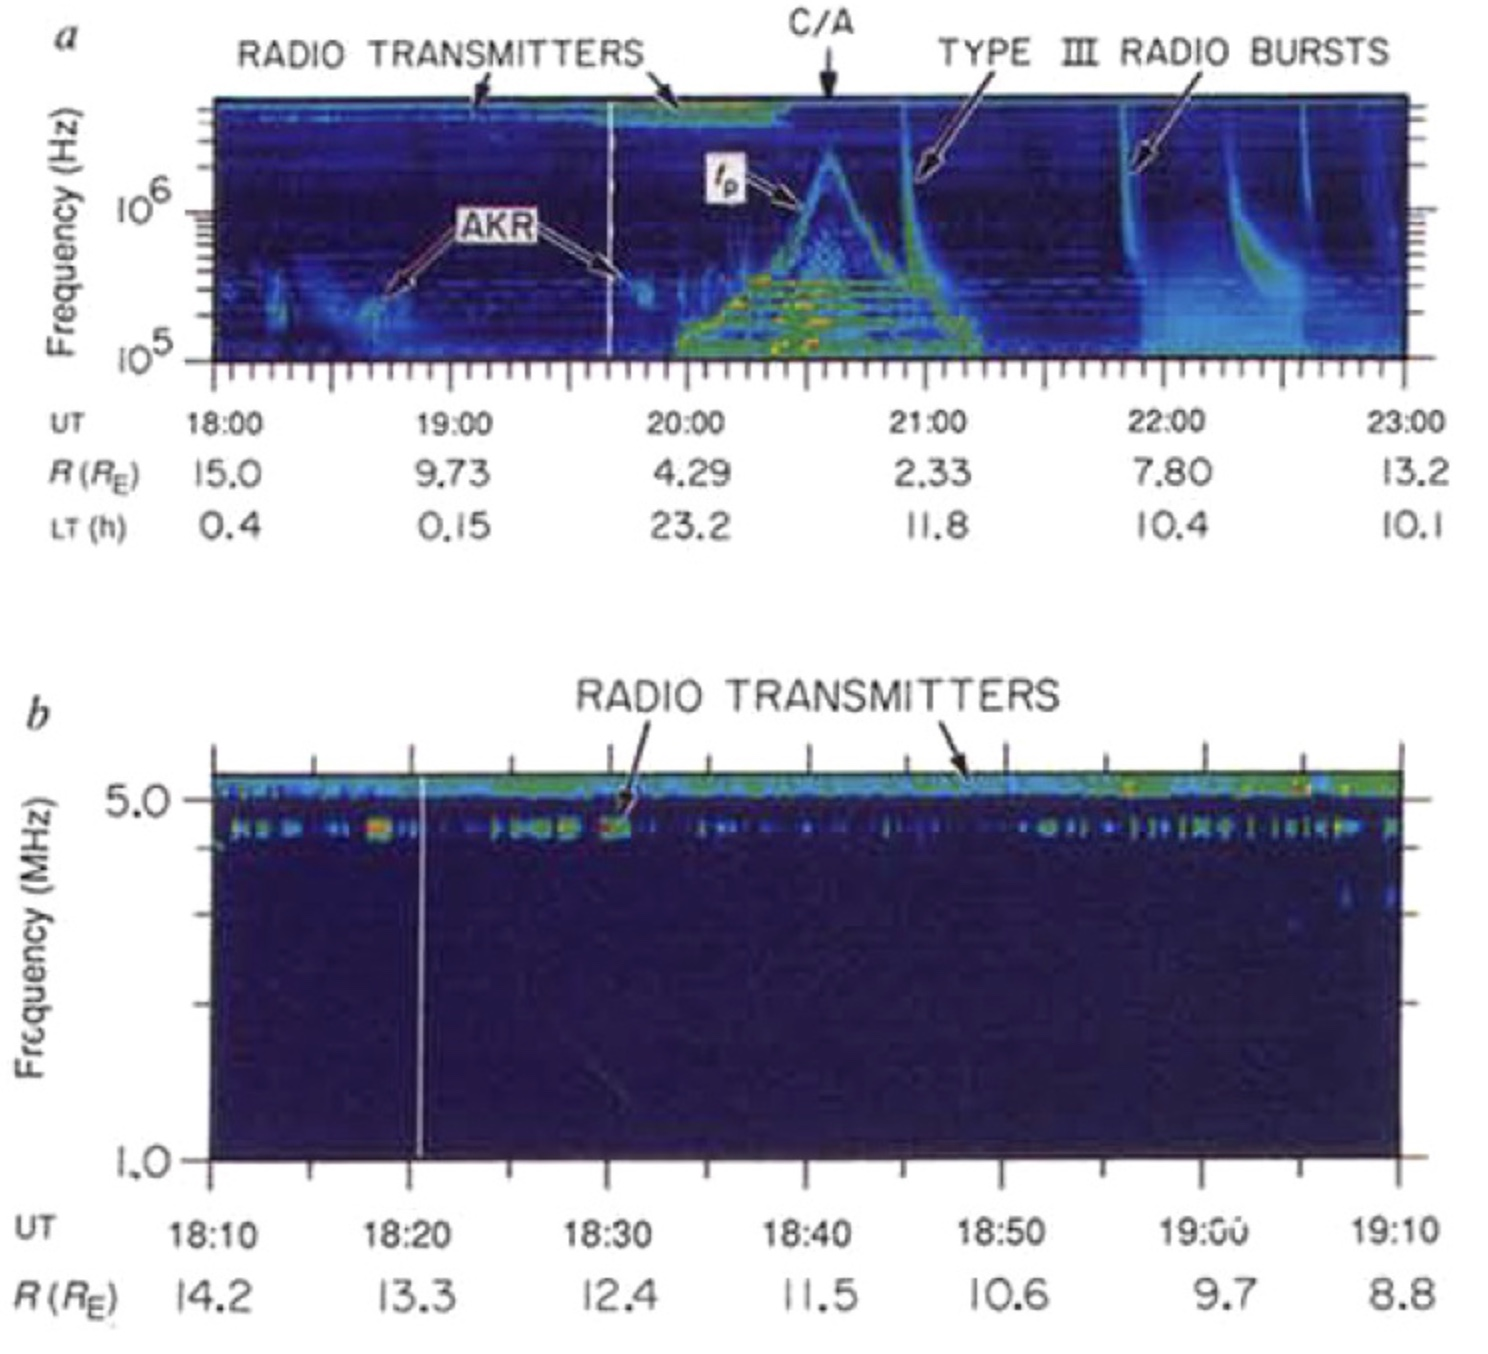 a
C/A
RADIO TRANSMITTERS
TYPE III RADIO BURSTS
Frequency (Hz)
10⁶
10⁵
AKR
fₚ
UT 18:00 19:00 20:00 21:00 22:00 23:00
R (R_E) 15.0 9.73 4.29 2.33 7.80 13.2
LT (h) 0.4 0.15 23.2 11.8 10.4 10.1
b
RADIO TRANSMITTERS
Frequency (MHz)
5.0
1.0
UT 18:10 18:20 18:30 18:40 18:50 19:00 19:10
R (R_E) 14.2 13.3 12.4 11.5 10.6 9.7 8.8